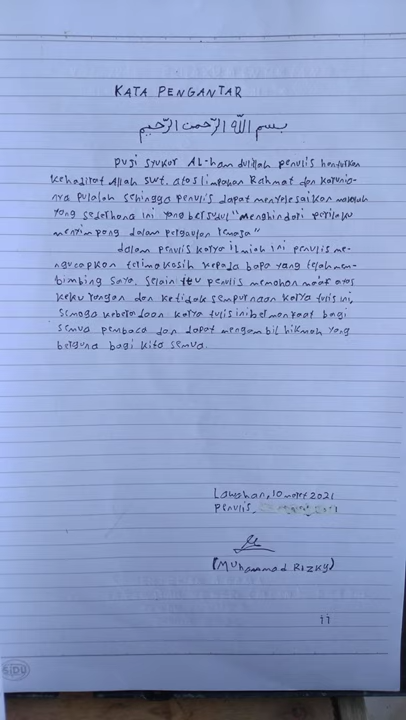 KATA PENGANTAR
بسم الله الرحمن الرحيم
puji syukur AL-ham dulillah penulis henturkan
kehadirat Allah swt. atas limpahan Rahmat dan karunia-
nya pulalah sehingga penulis dapat menyelesaikan makalah
yang sederhana ini yang berjudul "menghindari perilaku
menyimpang dalam pergaulan remaja"
dalam penulis karya ilmiah ini penulis me-
ngucapkan terimakasih kepada bapa yang telah mem-
bimbing saya. selain itu penulis memohon maaf atas
kekurangan dan ketidak sempurnaan karya tulis ini,
semoga keberadaan karya tulis ini bermanfaat bagi
semua pembaca dan dapat mengambil hikmah yang
berguna bagi kita semua.
Lawahan, 10 maret 2021
penulis,
(Muhammad RIZKY)
ii
SIDU